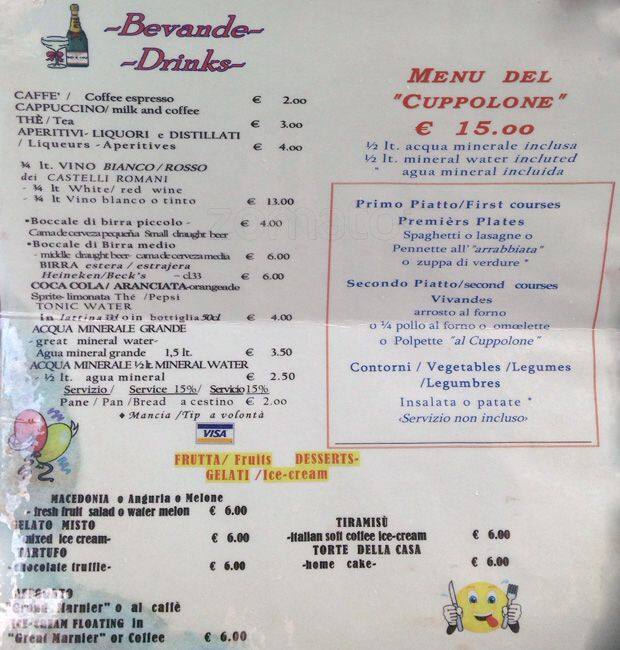 -Bevande-
-Drinks-
CAFFE' / Coffee espresso € 2.00
CAPPUCCINO/ milk and coffee
THÈ / Tea € 3.00
APERITIVI- LIQUORI e DISTILLATI
/ Liqueurs - Aperitives € 4.00
¾ lt. VINO BIANCO / ROSSO
dei CASTELLI ROMANI
- ¾ lt White/ red wine
- ¾ lt Vino blanco o tinto € 13.00
•Boccale di birra piccolo - € 4.00
Cama de cerveza pequeña Small draught beer
•Boccale di Birra medio
- middle draught beer- cama de cerveza media € 6.00
BIRRA estera / estrajera
Heineken/Beck's - cl33 € 6.00
COCA COLA/ ARANCIATA-orangeade
Sprite- limonata Thé /Pepsi
TONIC WATER
in lattina 33cl o in bottiglia 50cl € 4.00
ACQUA MINERALE GRANDE
- great mineral water-
Agua mineral grande 1,5 lt. € 3.50
ACQUA MINERALE ½ lt. MINERAL WATER
- ½ lt. agua mineral € 2.50
Servizio / Service 15%/ Servicio 15%
Pane / Pan /Bread a cestino € 2.00
♦ Mancia /Tip a volontà
VISA
MENU DEL
"CUPPOLONE"
€ 15.00
½ lt. acqua minerale inclusa
½ lt. mineral water incluted
" agua mineral incluida
Primo Piatto/First courses
Premièrs Plates
Spaghetti o lasagne o
Pennette all'"arrabbiata"
o zuppa di verdure *
Secondo Piatto/second courses
Vivandes
arrosto al forno
o ¼ pollo al forno o omœlette
o Polpette "al Cuppolone"
Contorni / Vegetables /Legumes
/Legumbres
Insalata o patate *
‹Servizio non incluso›
FRUTTA/ Fruits DESSERTS-
GELATI /Ice-cream
MACEDONIA o Anguria o Melone
- fresh fruit salad o water melon € 6.00
GELATO MISTO
-mixed ice cream- € 6.00
TARTUFO
-chocolate truffle- € 6.00
AFFOGATO
"Grand Marnier" o al caffè
ICE-CREAM FLOATING in
"Great Marnier" or Coffee € 6.00
TIRAMISÙ
-italian soft coffee ice-cream € 6.00
TORTE DELLA CASA
-home cake- € 6.00
zomato